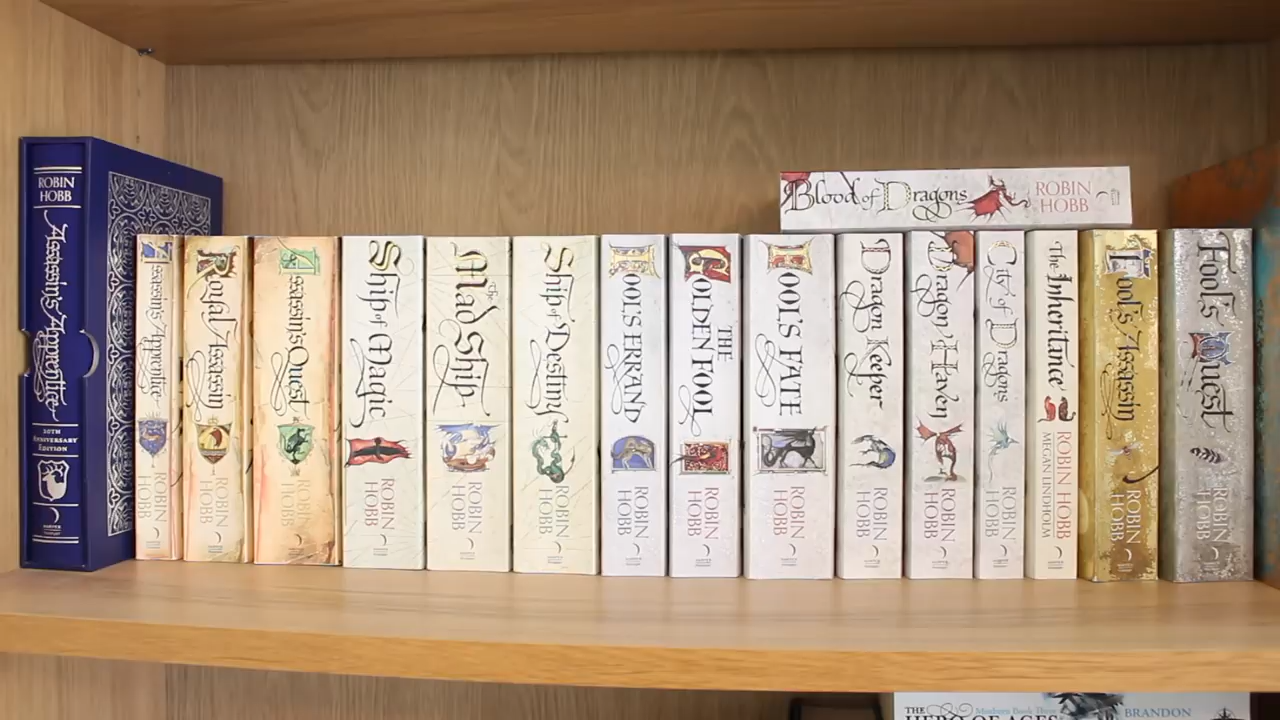 ROBIN
HOBB
Assassin's Apprentice
20TH
ANNIVERSARY
EDITION
Assassin's Apprentice
ROBIN
HOBB
Royal Assassin
ROBIN
HOBB
Assassin's Quest
ROBIN
HOBB
Ship of Magic
ROBIN
HOBB
The Mad Ship
ROBIN
HOBB
Ship of Destiny
ROBIN
HOBB
FOOL'S ERRAND
ROBIN
HOBB
THE
GOLDEN FOOL
ROBIN
HOBB
FOOL'S FATE
ROBIN
HOBB
Blood of Dragons
ROBIN
HOBB
Dragon Keeper
ROBIN
HOBB
Dragon Haven
ROBIN
HOBB
City of Dragons
ROBIN
HOBB
The Inheritance
ROBIN HOBB
MEGAN LINDHOLM
Fool's Assassin
ROBIN
HOBB
Fool's Quest
ROBIN
HOBB
THE
HERO OF AGES
Mistborn Book Three
BRANDON